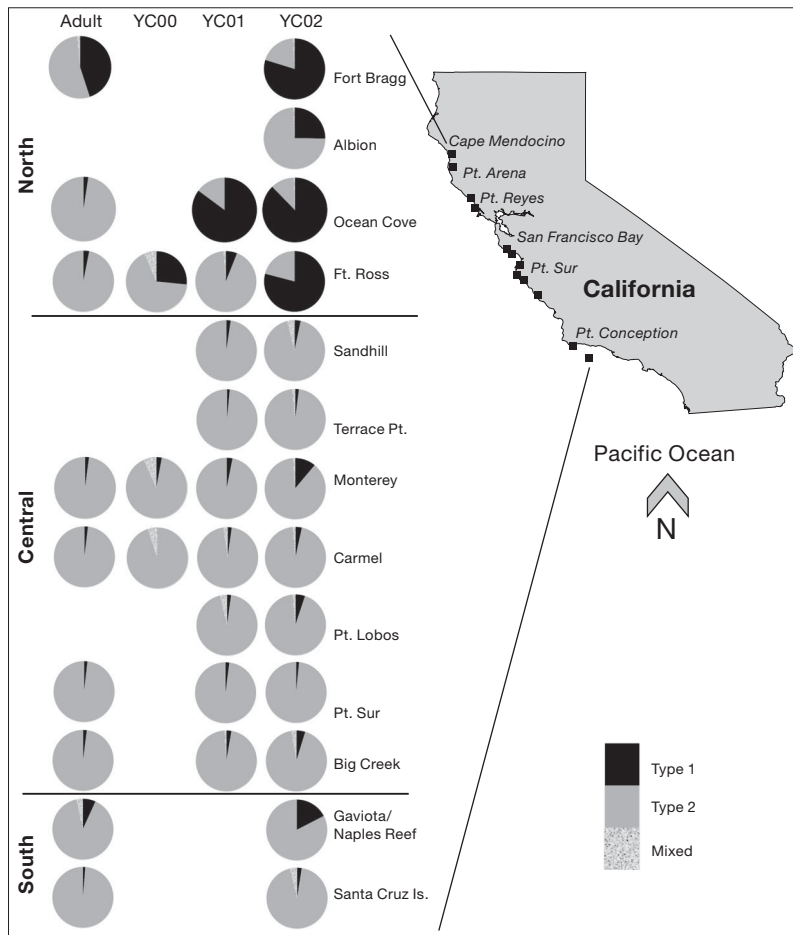 Adult YC00 YC01 YC02
North
Fort Bragg
Albion
Ocean Cove
Ft. Ross
Central
Sandhill
Terrace Pt.
Monterey
Carmel
Pt. Lobos
Pt. Sur
Big Creek
South
Gaviota/
Naples Reef
Santa Cruz Is.
Cape Mendocino
Pt. Arena
Pt. Reyes
San Francisco Bay
Pt. Sur
California
Pt. Conception
Pacific Ocean
N
Type 1
Type 2
Mixed